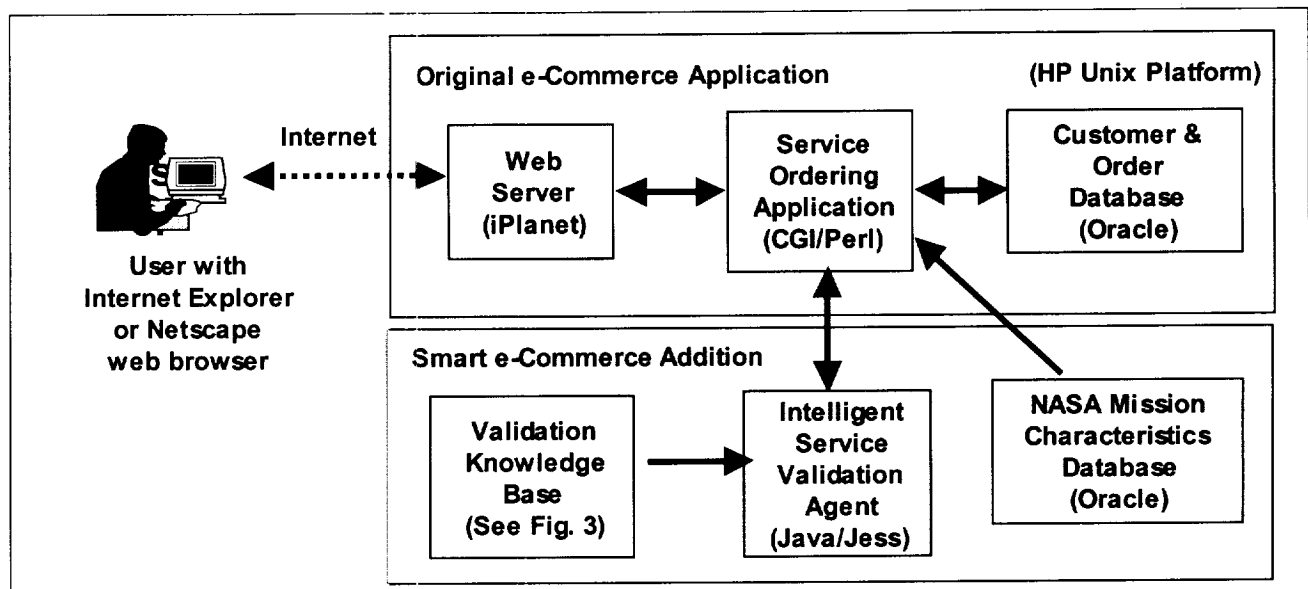 Original e-Commerce Application
(HP Unix Platform)
Internet
Web
Server
(iPlanet)
Service
Ordering
Application
(CGI/Perl)
Customer &
Order
Database
(Oracle)
User with
Internet Explorer
or Netscape
web browser
Smart e-Commerce Addition
Validation
Knowledge
Base
(See Fig. 3)
Intelligent
Service
Validation
Agent
(Java/Jess)
NASA Mission
Characteristics
Database
(Oracle)